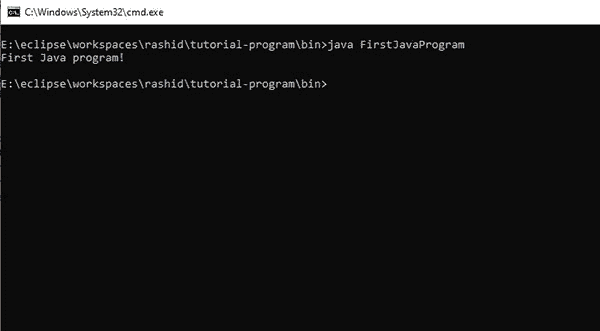 C:\Windows\System32\cmd.exe
E:\eclipse\workspaces\rashid\tutorial-program\bin>java FirstJavaProgram
First Java program!
E:\eclipse\workspaces\rashid\tutorial-program\bin>